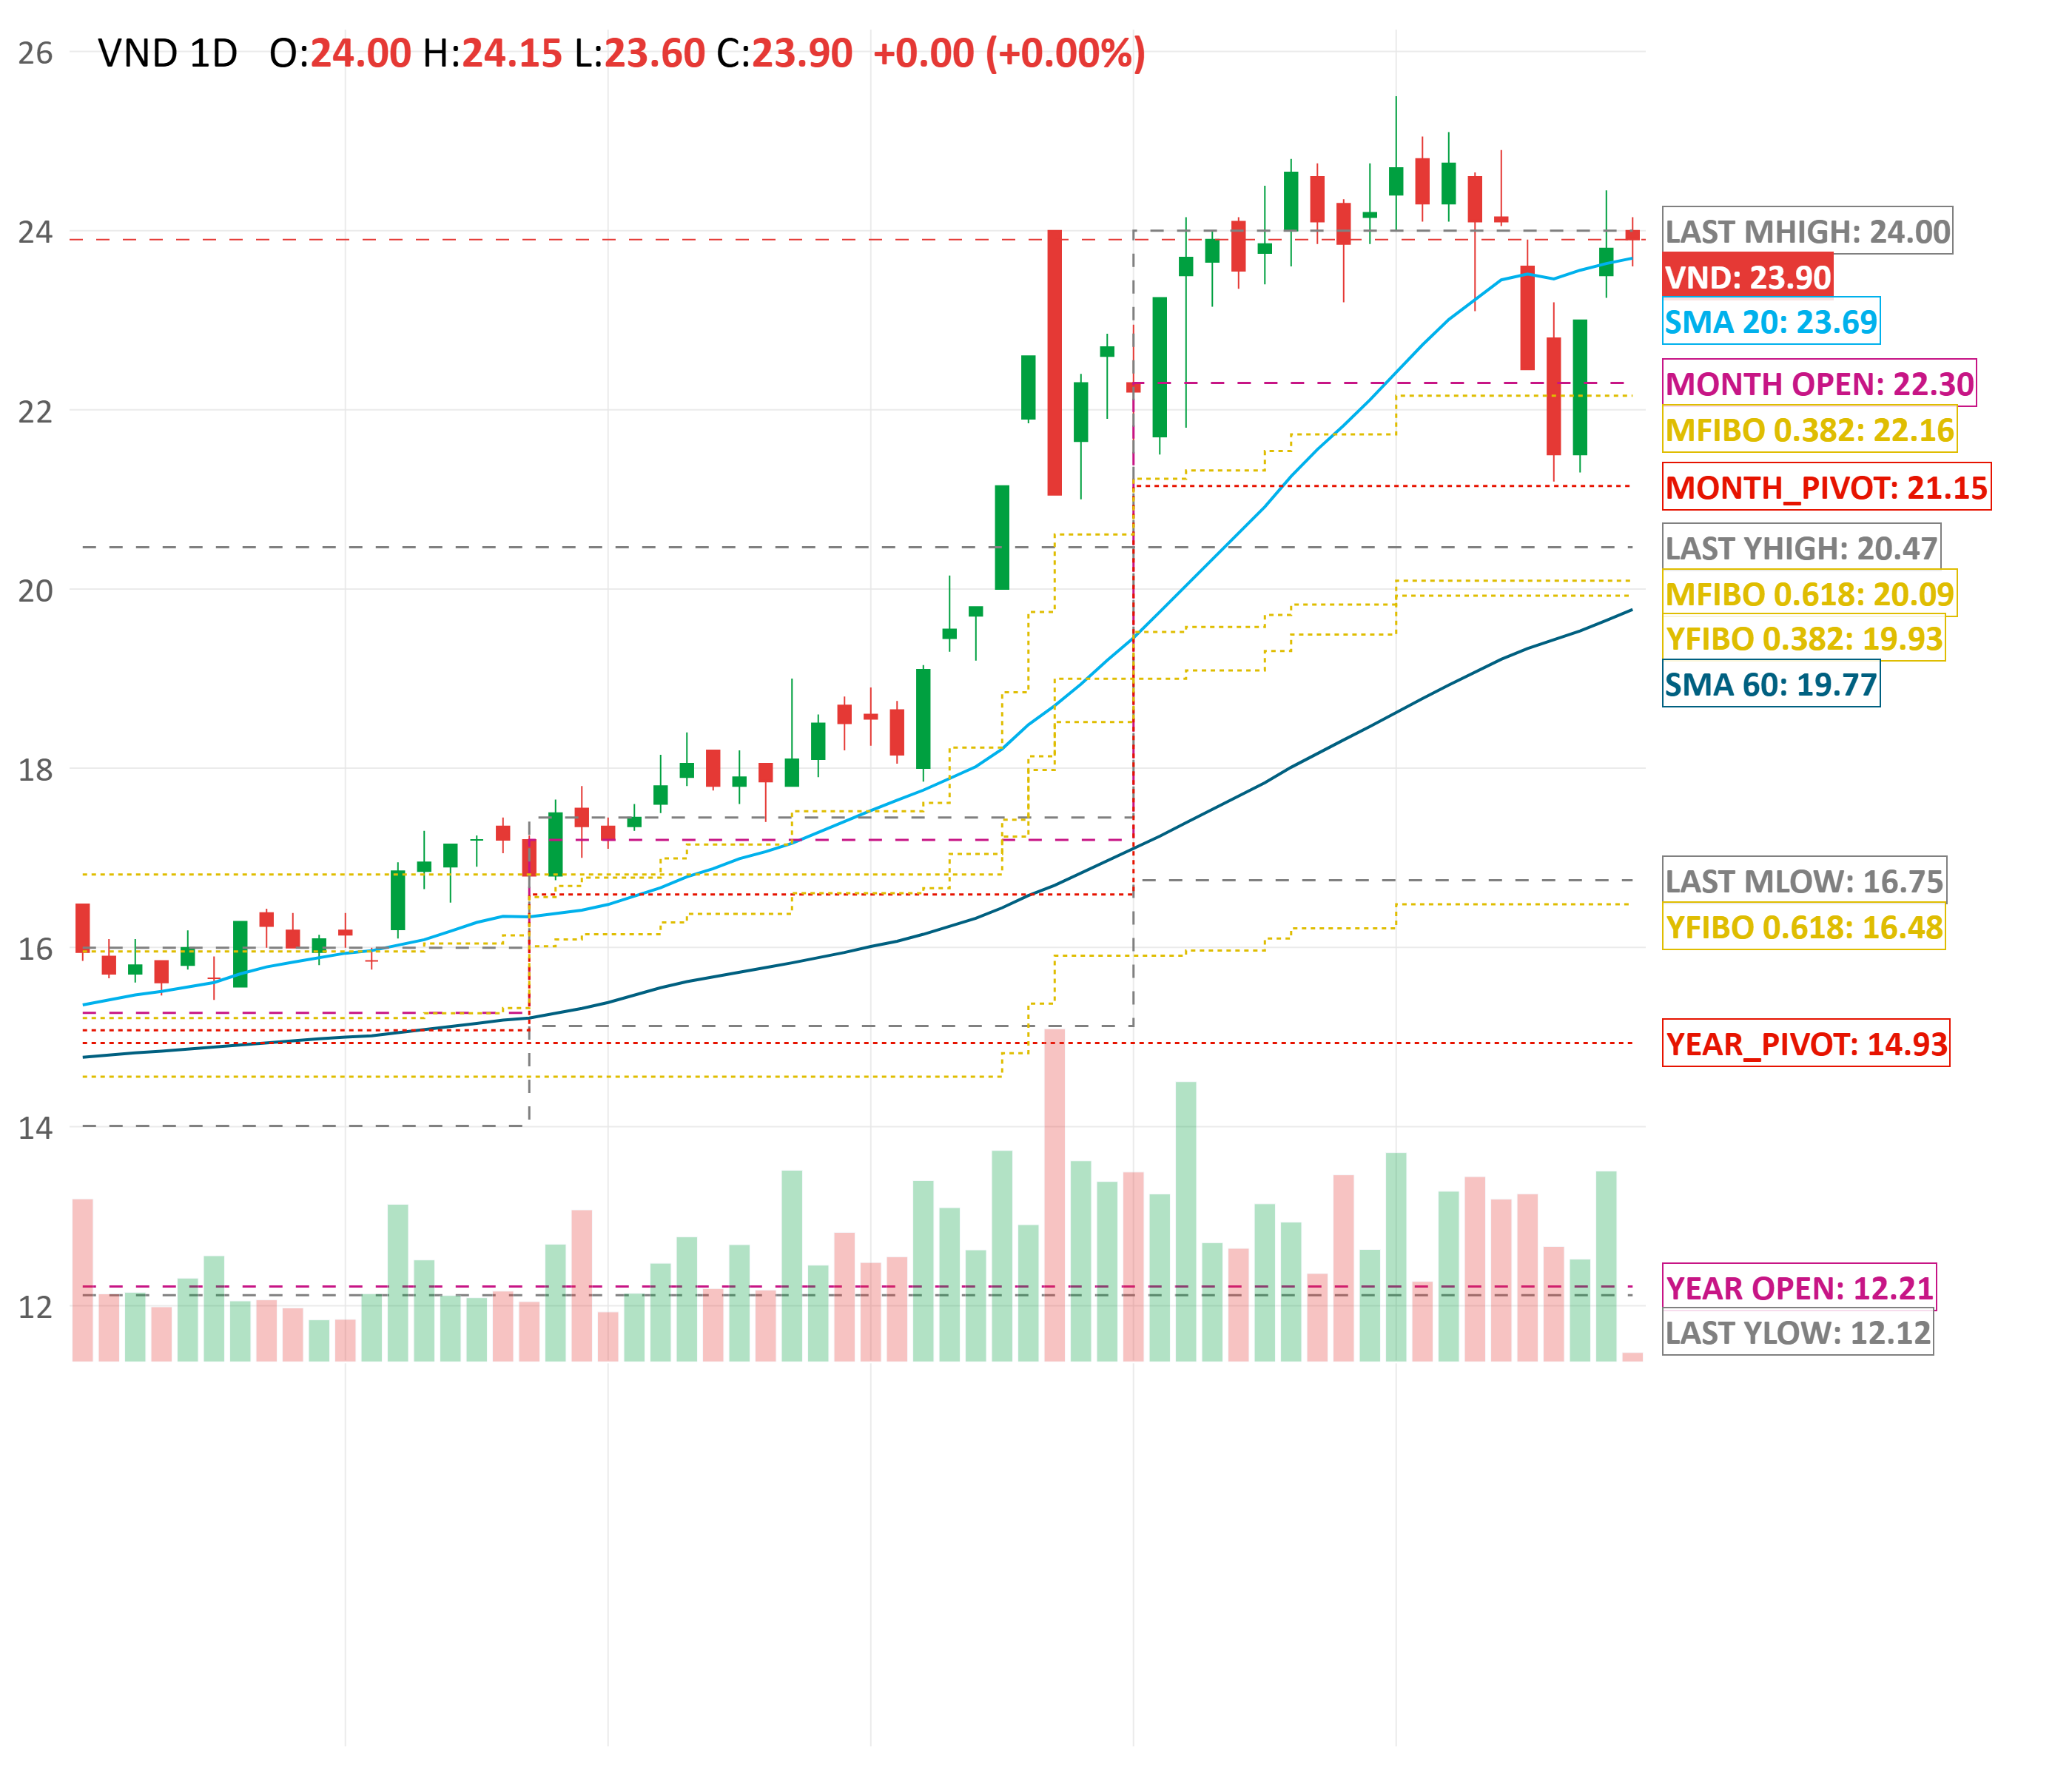 VND 1D O:24.00 H:24.15 L:23.60 C:23.90 +0.00 (+0.00%)
26
24
22
20
18
16
14
12
LAST MHIGH: 24.00
VND: 23.90
SMA 20: 23.69
MONTH OPEN: 22.30
MFIBO 0.382: 22.16
MONTH_PIVOT: 21.15
LAST YHIGH: 20.47
MFIBO 0.618: 20.09
YFIBO 0.382: 19.93
SMA 60: 19.77
LAST MLOW: 16.75
YFIBO 0.618: 16.48
YEAR_PIVOT: 14.93
YEAR OPEN: 12.21
LAST YLOW: 12.12